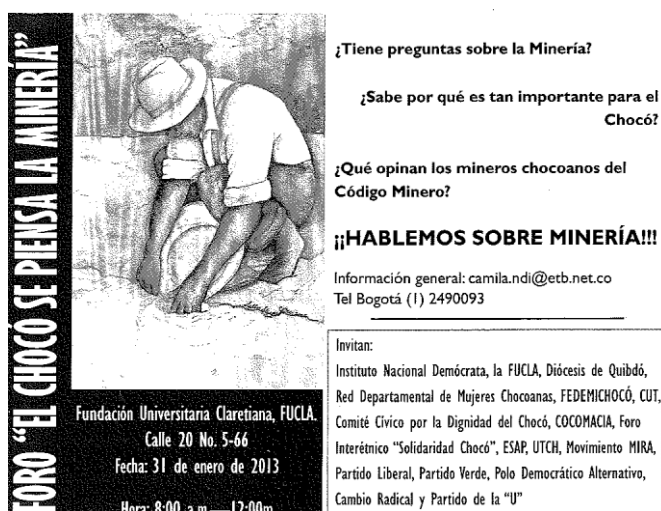 FORO “EL CHOCÓ SE PIENSA LA MINERÍA”
Fundación Universitaria Claretiana, FUCLA.
Calle 20 No. 5-66
Fecha: 31 de enero de 2013
Hora: 8:00 a.m.—12:00m
¿Tiene preguntas sobre la Minería?
¿Sabe por qué es tan importante para el
Chocó?
¿Qué opinan los mineros chocoanos del
Código Minero?
¡¡HABLEMOS SOBRE MINERÍA!!!
Información general: camila.ndi@etb.net.co
Tel Bogotá (1) 2490093
Invitan:
Instituto Nacional Demócrata, la FUCLA, Diócesis de Quibdó,
Red Departamental de Mujeres Chocoanas, FEDEMICHOCÓ, CUT,
Comité Cívico por la Dignidad del Chocó, COCOMACIA, Foro
Interétnico “Solidaridad Chocó”, ESAP, UTCH, Movimiento MIRA,
Partido Liberal, Partido Verde, Polo Democrático Alternativo,
Cambio Radical y Partido de la “U”